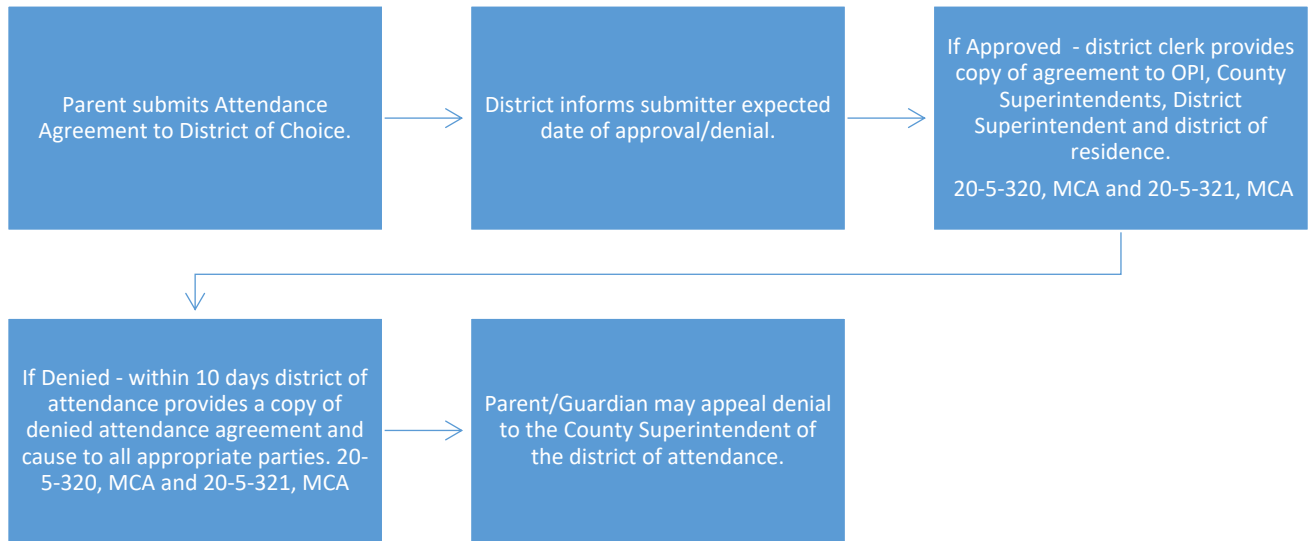 Parent submits Attendance
Agreement to District of Choice.
District informs submitter expected
date of approval/denial.
If Approved  - district clerk provides
copy of agreement to OPI, County
Superintendents, District
Superintendent and district of
residence.
20-5-320, MCA and 20-5-321, MCA
If Denied - within 10 days district of
attendance provides a copy of
denied attendance agreement and
cause to all appropriate parties. 20-
5-320, MCA and 20-5-321, MCA
Parent/Guardian may appeal denial
to the County Superintendent of
the district of attendance.